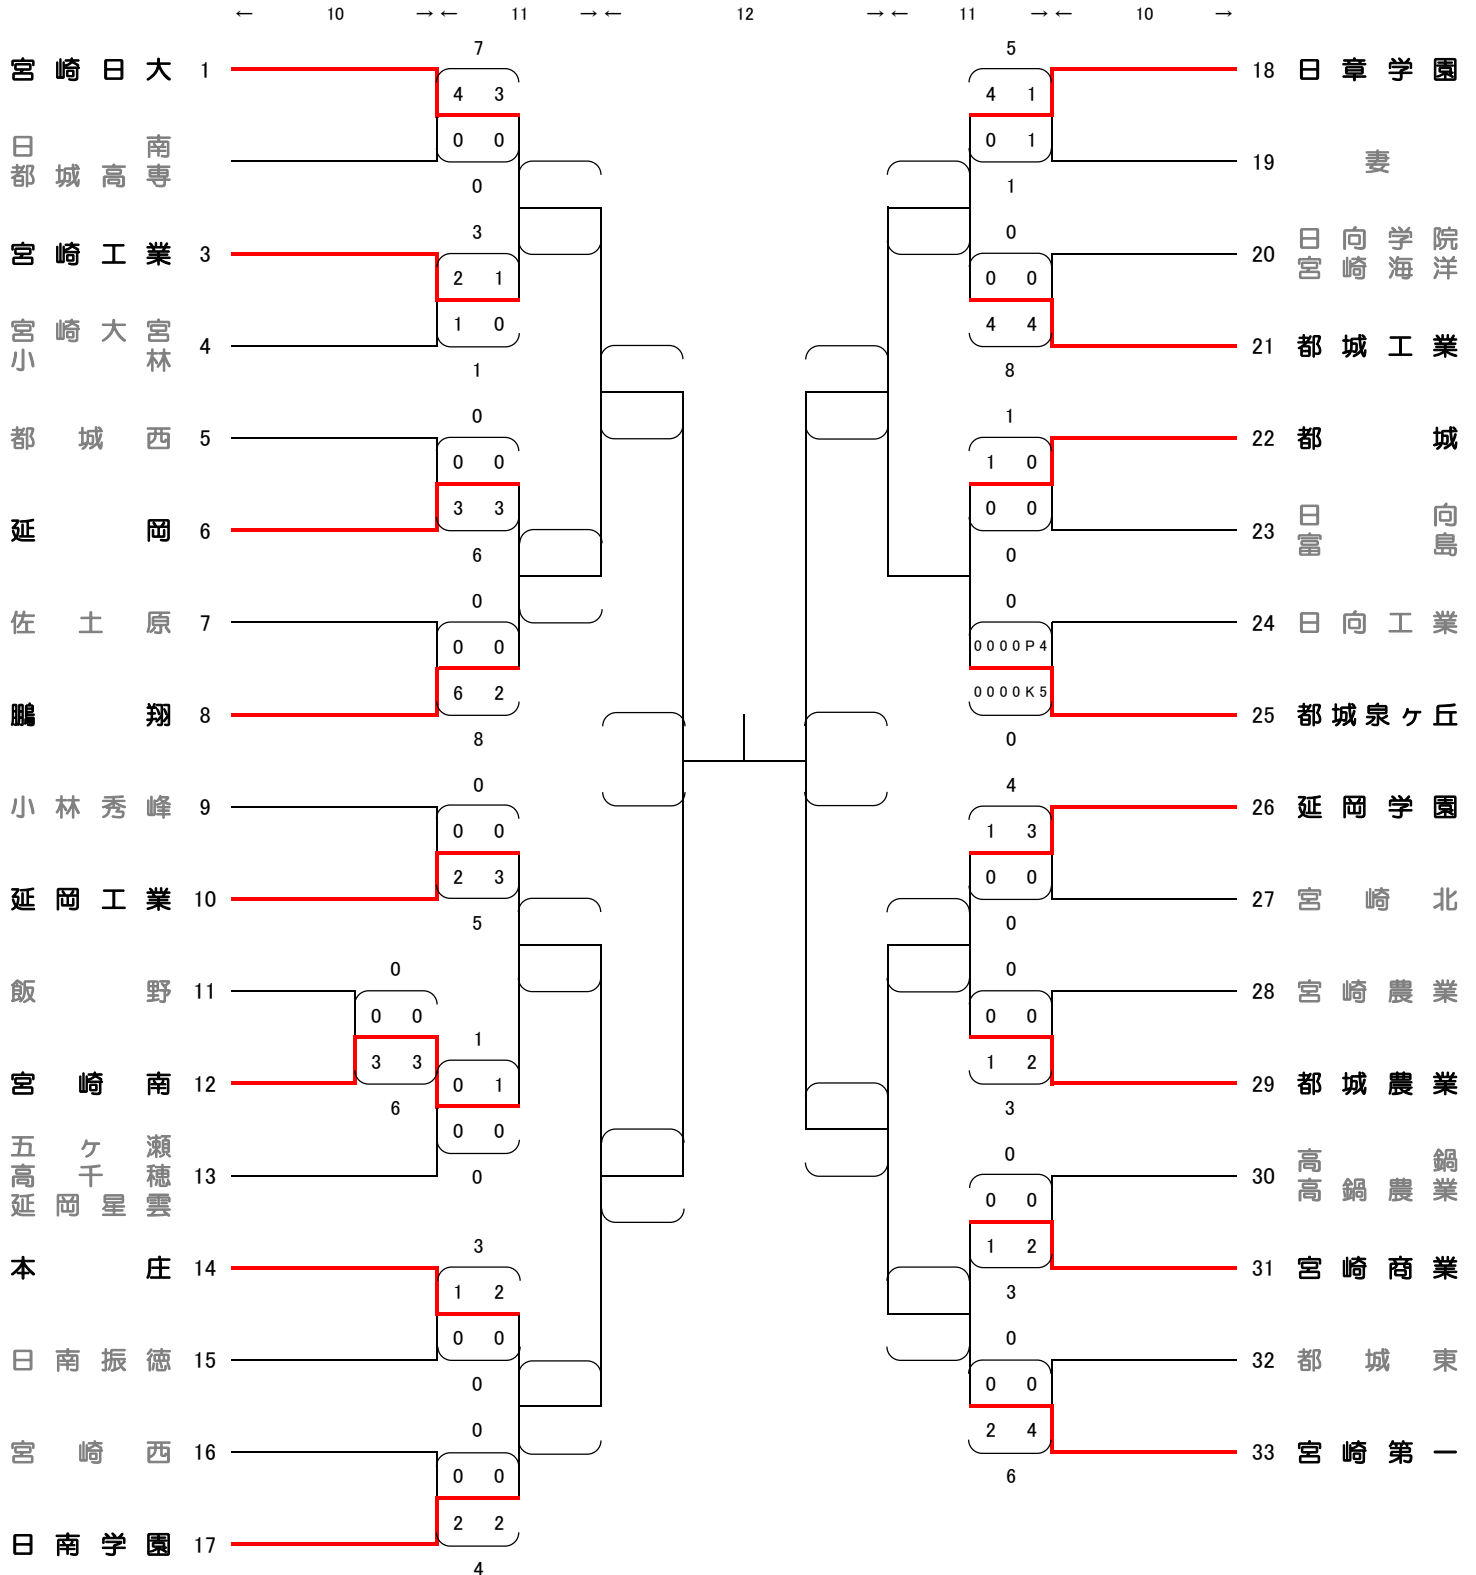 ← 10 →← 11 →← 12 →← 11 →← 10 →
7
宮崎日大 1
4 3
0 0
日南
都城高専
0
3
宮崎工業 3
2 1
1 0
宮崎大宮
小林
4
1
0
都城西 5
0 0
3 3
延岡 6
6
0
佐土原 7
0 0
6 2
鵬翔 8
8
0
小林秀峰 9
0 0
2 3
延岡工業 10
5
0
飯野 11
0 0
3 3
宮崎南 12
6
1
0 1
0 0
五ヶ瀬
高千穂
延岡星雲
13
0
3
本庄 14
1 2
0 0
日南振徳 15
0
0
宮崎西 16
0 0
2 2
日南学園 17
4
5
18 日章学園
4 1
0 1
19 妻
1
0
20
日向学院
宮崎海洋
0 0
4 4
21 都城工業
8
1
22 都城
1 0
0 0
23
日向
富島
0
0
24 日向工業
0000P4
0000K5
25 都城泉ヶ丘
0
4
26 延岡学園
1 3
0 0
27 宮崎北
0
0
28 宮崎農業
0 0
1 2
29 都城農業
3
0
30
高鍋
高鍋農業
0 0
1 2
31 宮崎商業
3
0
32 都城東
0 0
2 4
33 宮崎第一
6